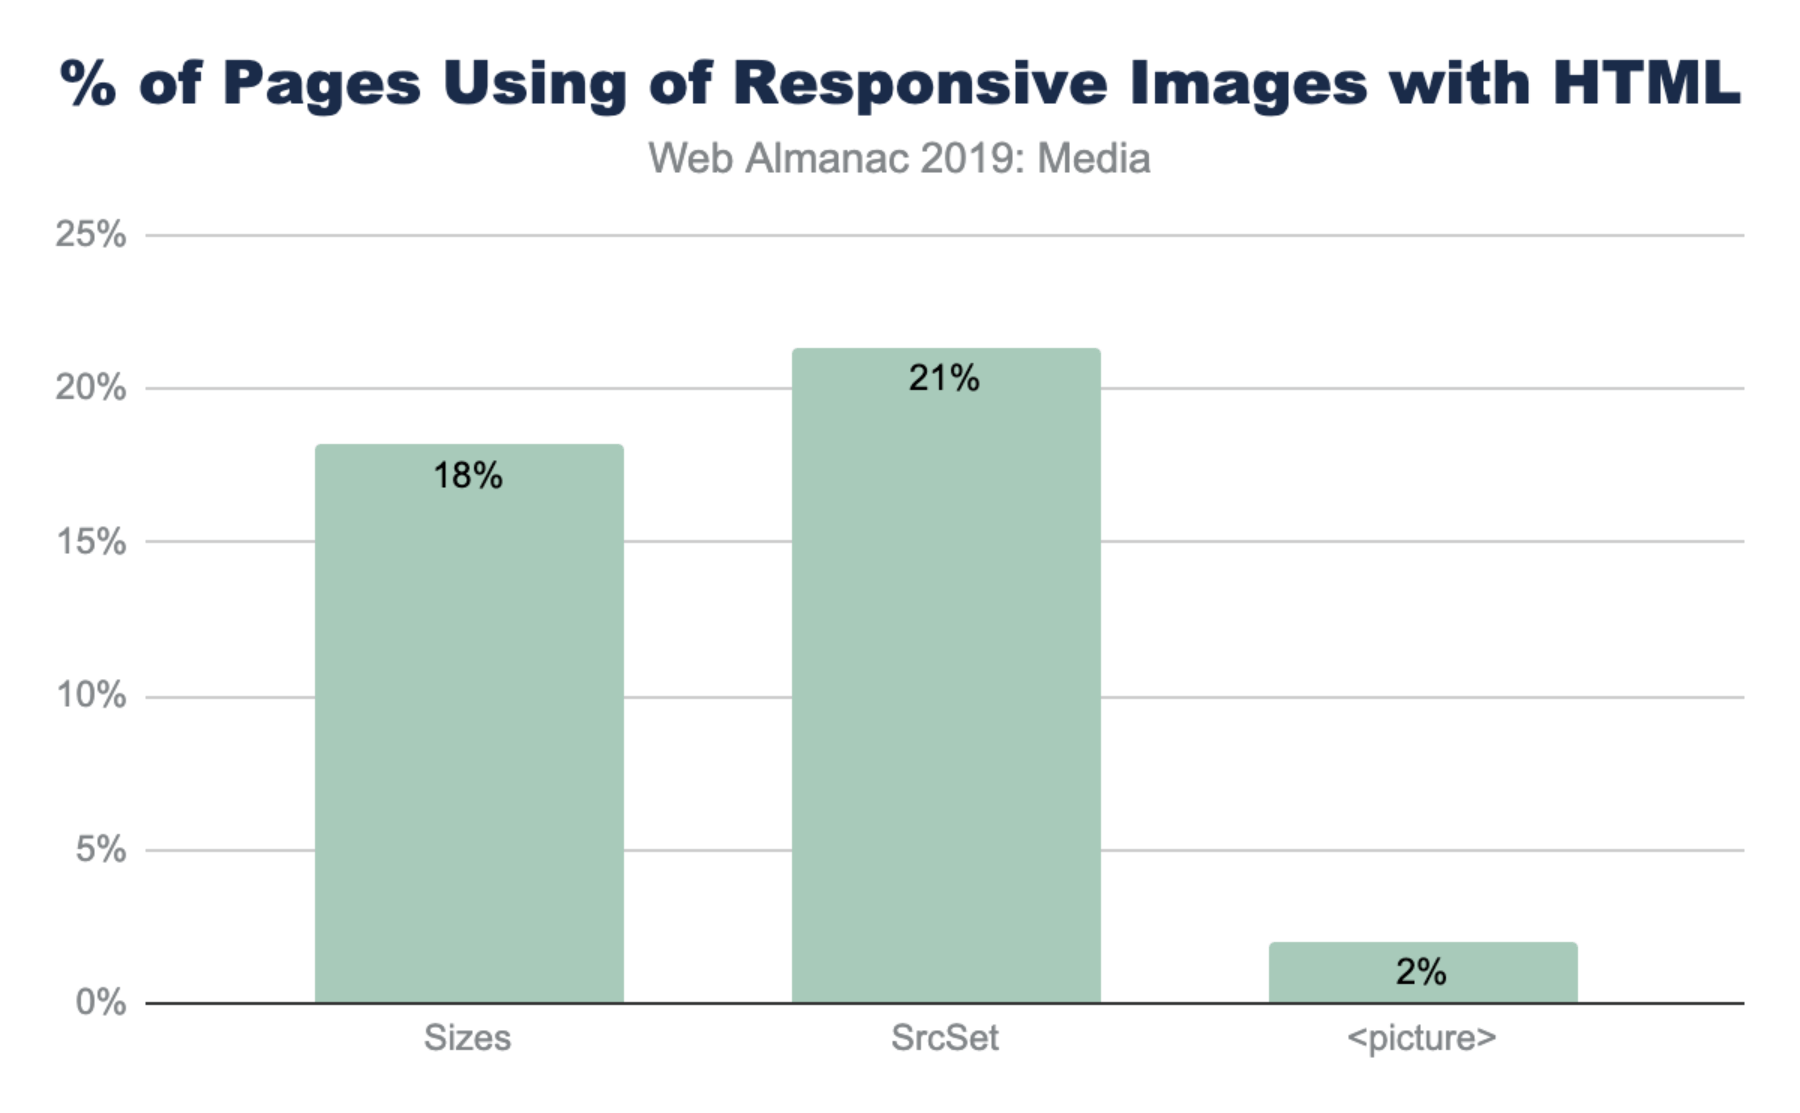 % of Pages Using of Responsive Images with HTML
Web Almanac 2019: Media
25%
20%
15%
10%
5%
0%
18%
21%
2%
Sizes
SrcSet
<picture>